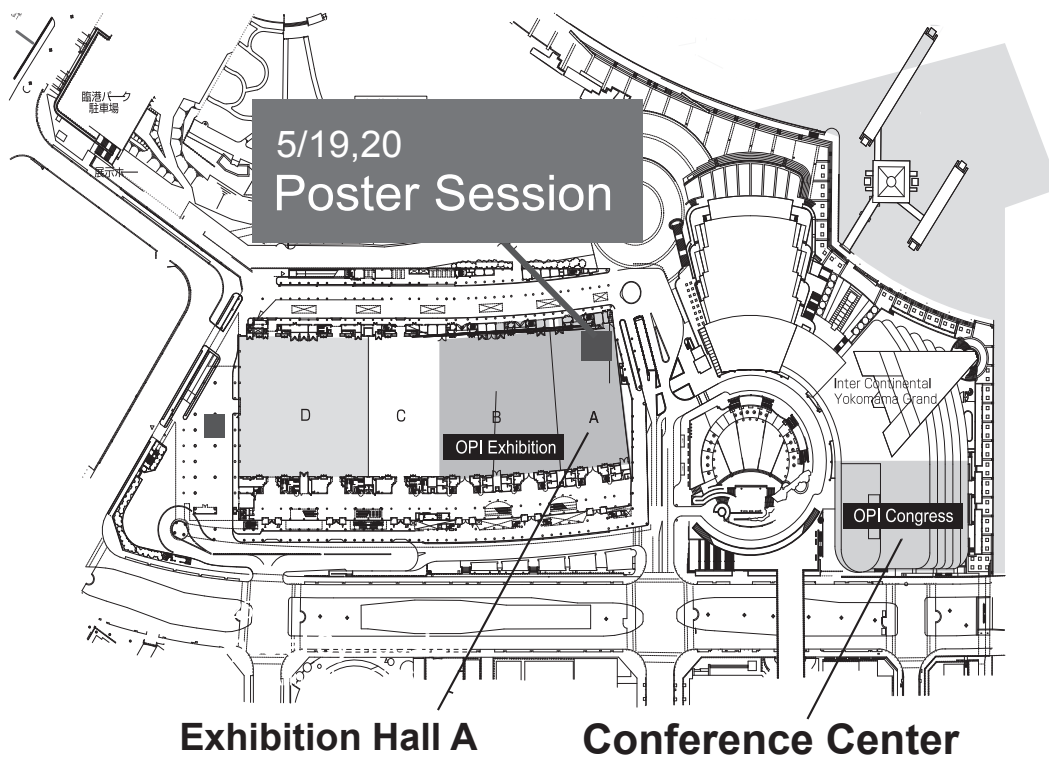 臨港パーク
駐車場
5/19,20
Poster Session
D
C
B
A
OPI Exhibition
Inter Continental
Yokomama Grand
OPI Congress
Exhibition Hall A
Conference Center